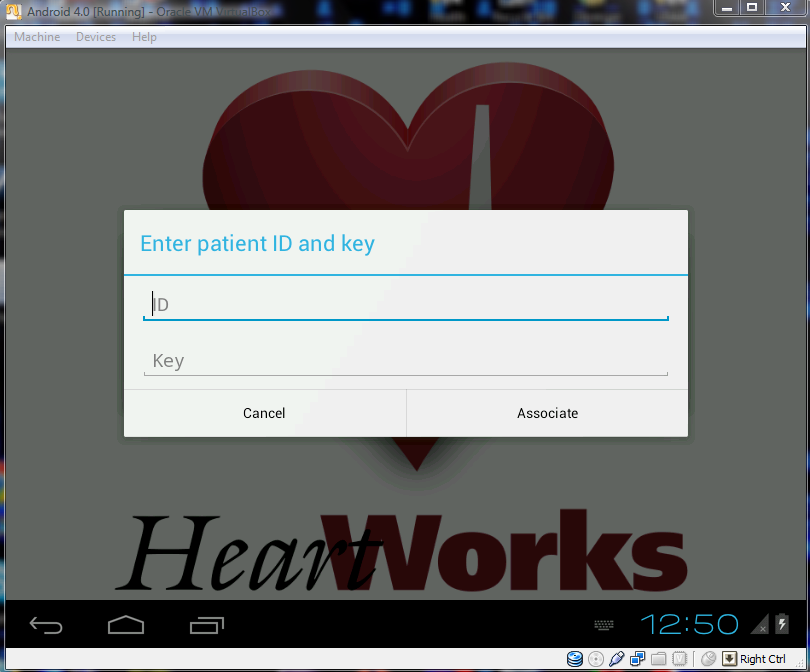 Android 4.0 [Running] - Oracle VM VirtualBox
Machine Devices Help
Enter patient ID and key
ID
Key
Cancel Associate
HeartWorks
12:50
Right Ctrl